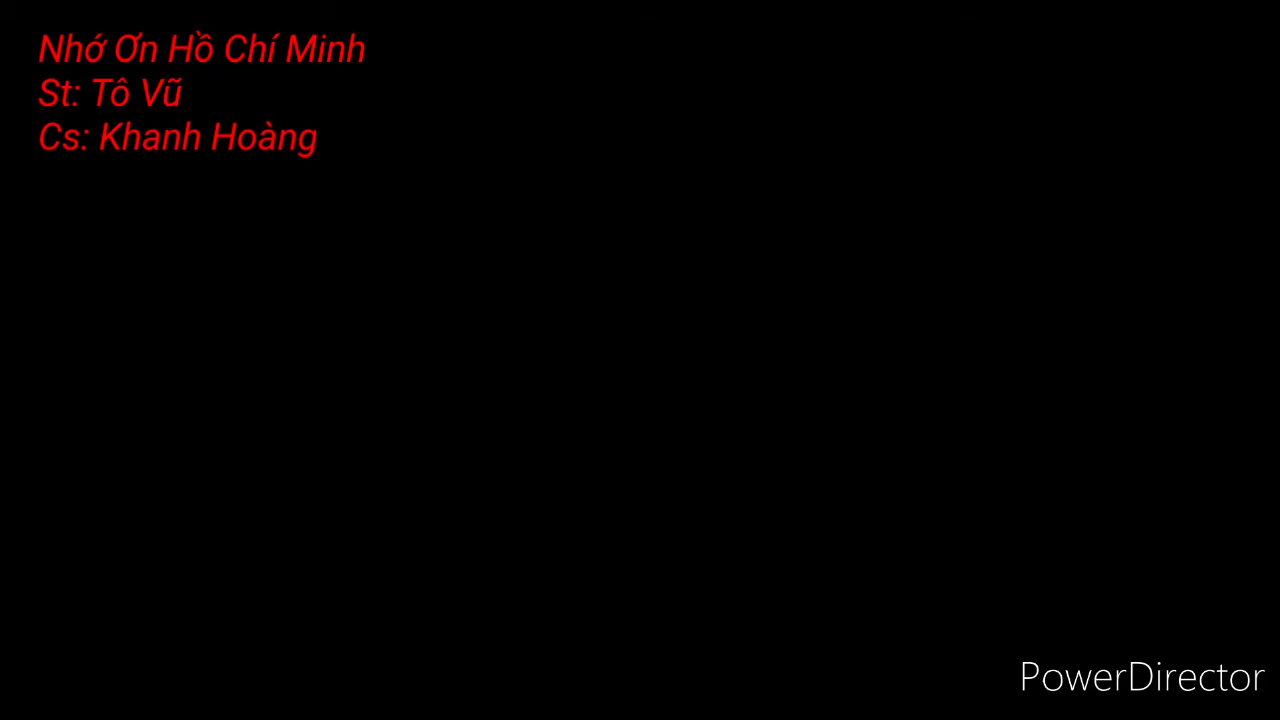 Nhớ Ơn Hồ Chí Minh
St: Tô Vũ
Cs: Khanh Hoàng
PowerDirector